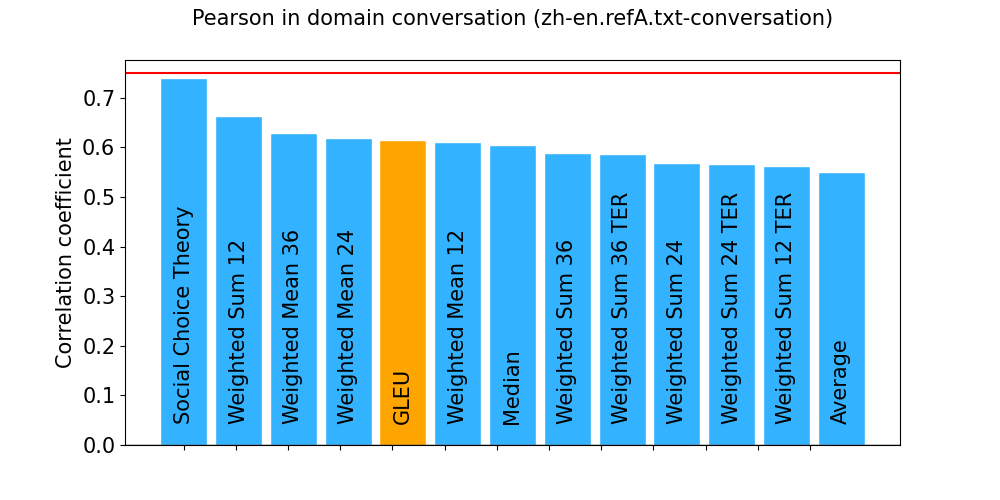 Pearson in domain conversation (zh-en.refA.txt-conversation)
Correlation coefficient
0.7
0.6
0.5
0.4
0.3
0.2
0.1
0.0
Social Choice Theory
Weighted Sum 12
Weighted Mean 36
Weighted Mean 24
GLEU
Weighted Mean 12
Median
Weighted Sum 36
Weighted Sum 36 TER
Weighted Sum 24
Weighted Sum 24 TER
Weighted Sum 12 TER
Average